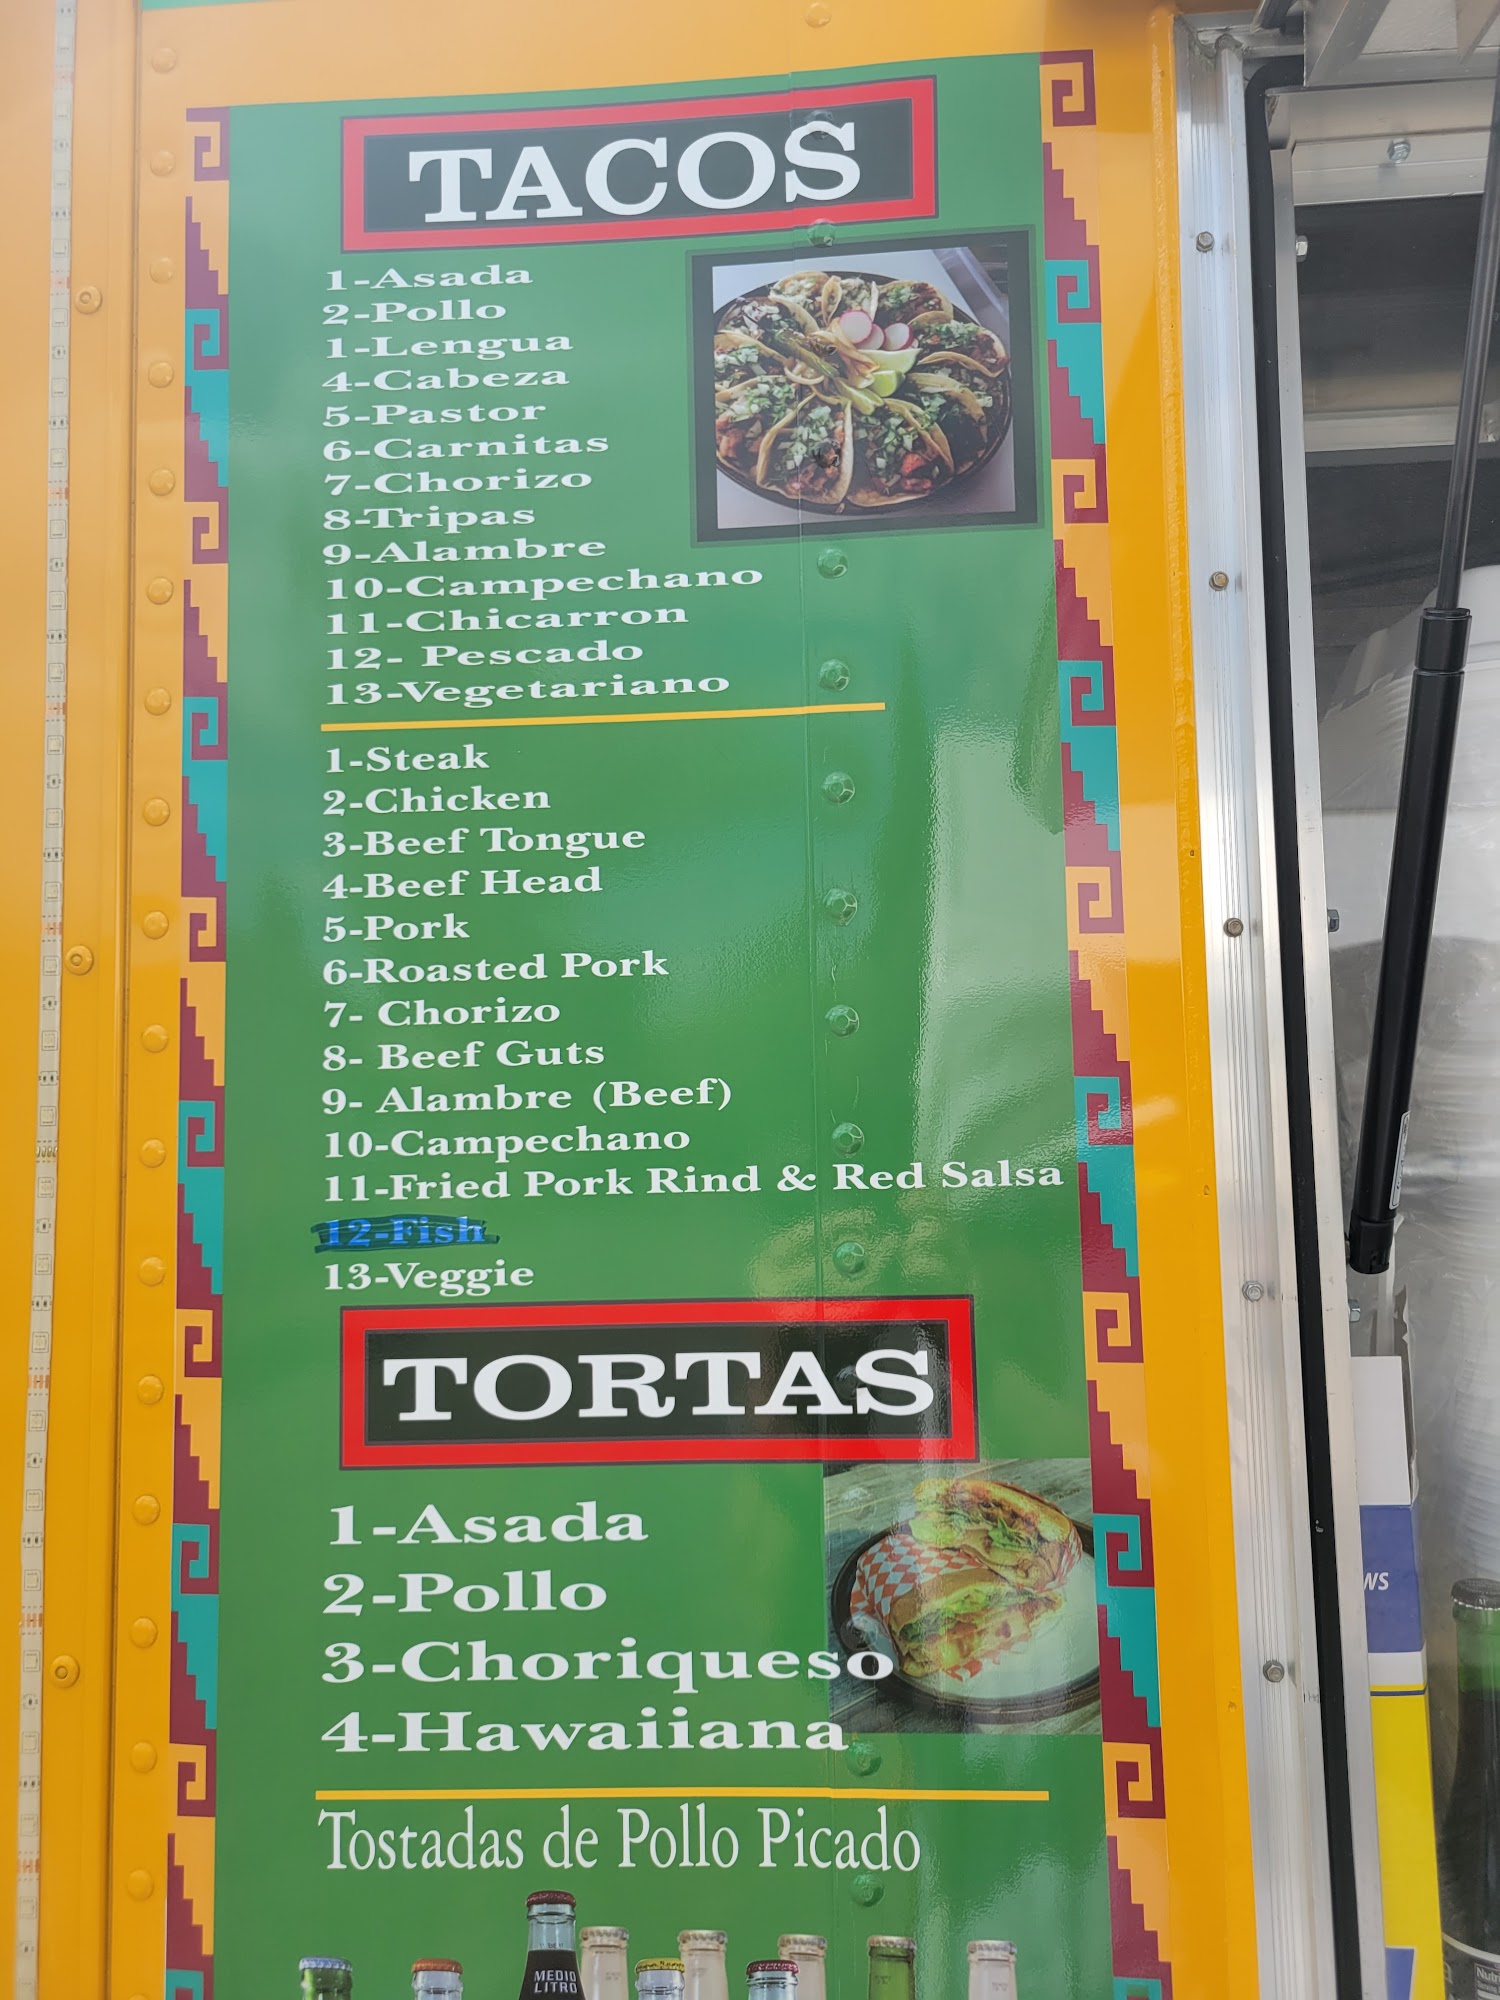 TACOS
1-Asada
2-Pollo
1-Lengua
4-Cabeza
5-Pastor
6-Carnitas
7-Chorizo
8-Tripas
9-Alambre
10-Campechano
11-Chicarron
12- Pescado
13-Vegetariano
1-Steak
2-Chicken
3-Beef Tongue
4-Beef Head
5-Pork
6-Roasted Pork
7- Chorizo
8- Beef Guts
9- Alambre (Beef)
10-Campechano
11-Fried Pork Rind & Red Salsa
12-Fish
13-Veggie
TORTAS
1-Asada
2-Pollo
3-Choriqueso
4-Hawaiiana
Tostadas de Pollo Picado
MEDIO
LITRO